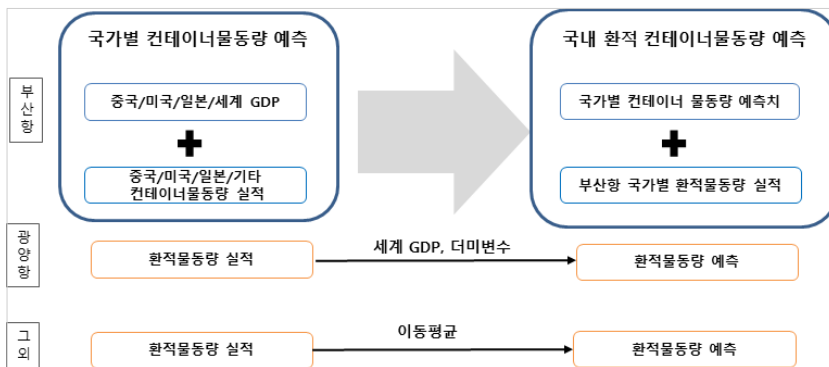 국가별 컨테이너물동량 예측
국내 환적 컨테이너물동량 예측
부
산
항
중국/미국/일본/세계 GDP
국가별 컨테이너 물동량 예측치
중국/미국/일본/기타
컨테이너물동량 실적
부산항 국가별 환적물동량 실적
광
양
항
환적물동량 실적
세계 GDP, 더미변수
환적물동량 예측
그
외
환적물동량 실적
이동평균
환적물동량 예측